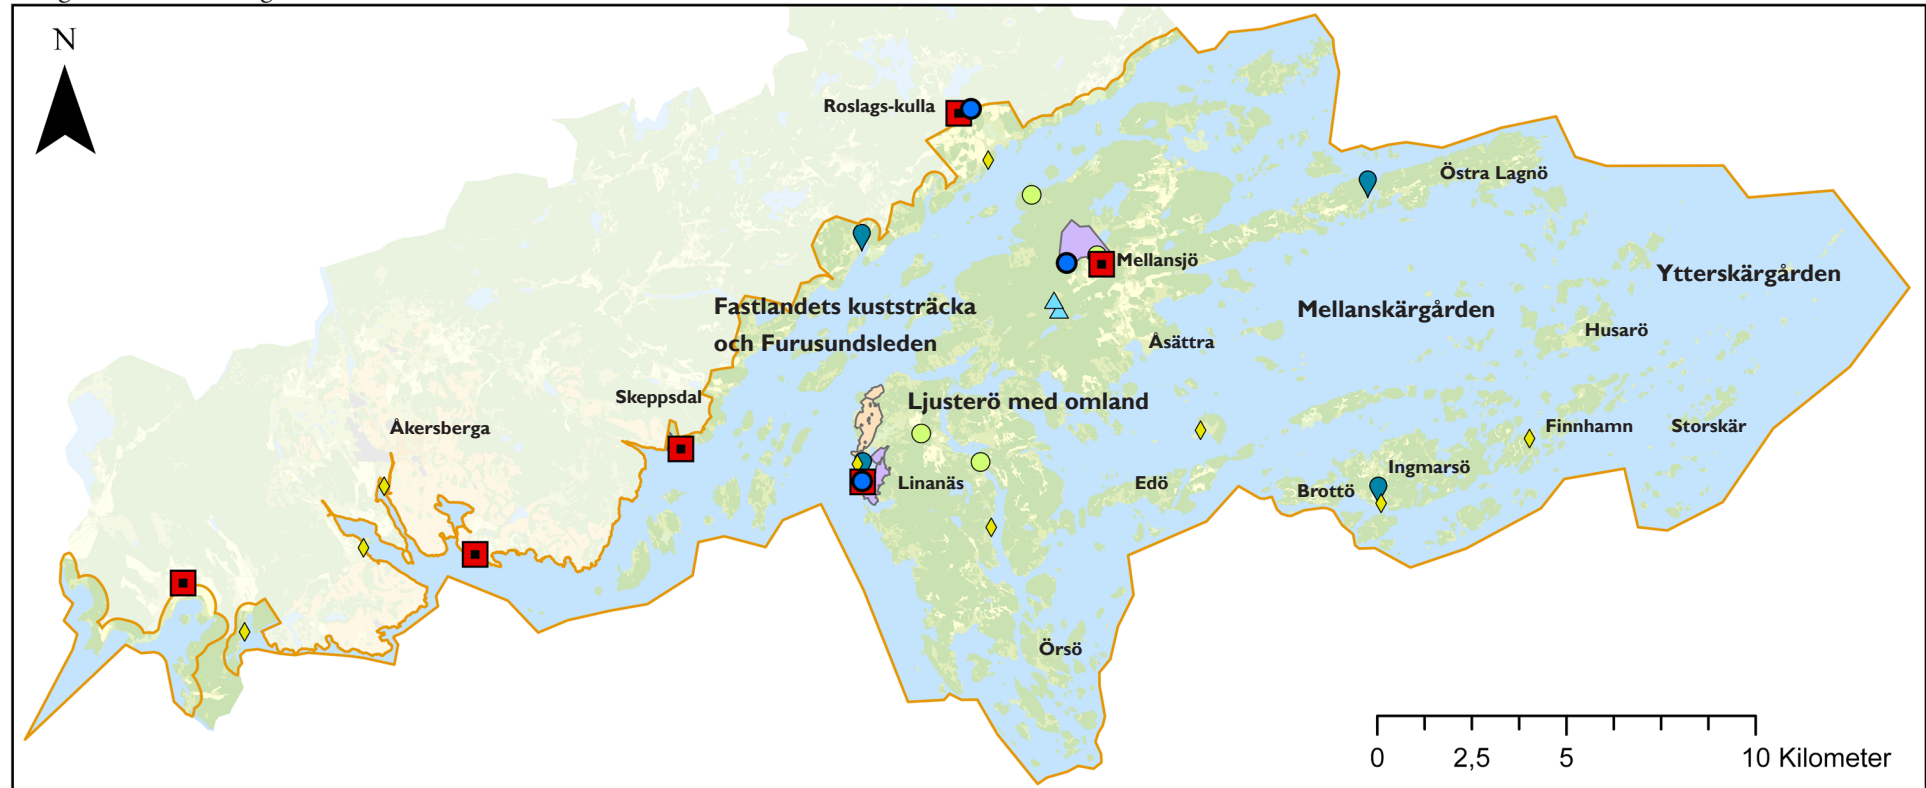 N
Roslags-kulla
Östra Lagnö
Mellansjö
Ytterskärgården
Fastlandets kuststräcka
och Furusundsleden
Mellanskärgården
Husarö
Åsättra
Skeppsdal
Ljusterö med omland
Åkersberga
Finnhamn
Storskär
Ingmarsö
Linanäs
Edö
Brottö
Örsö
0 2,5 5 10 Kilometer